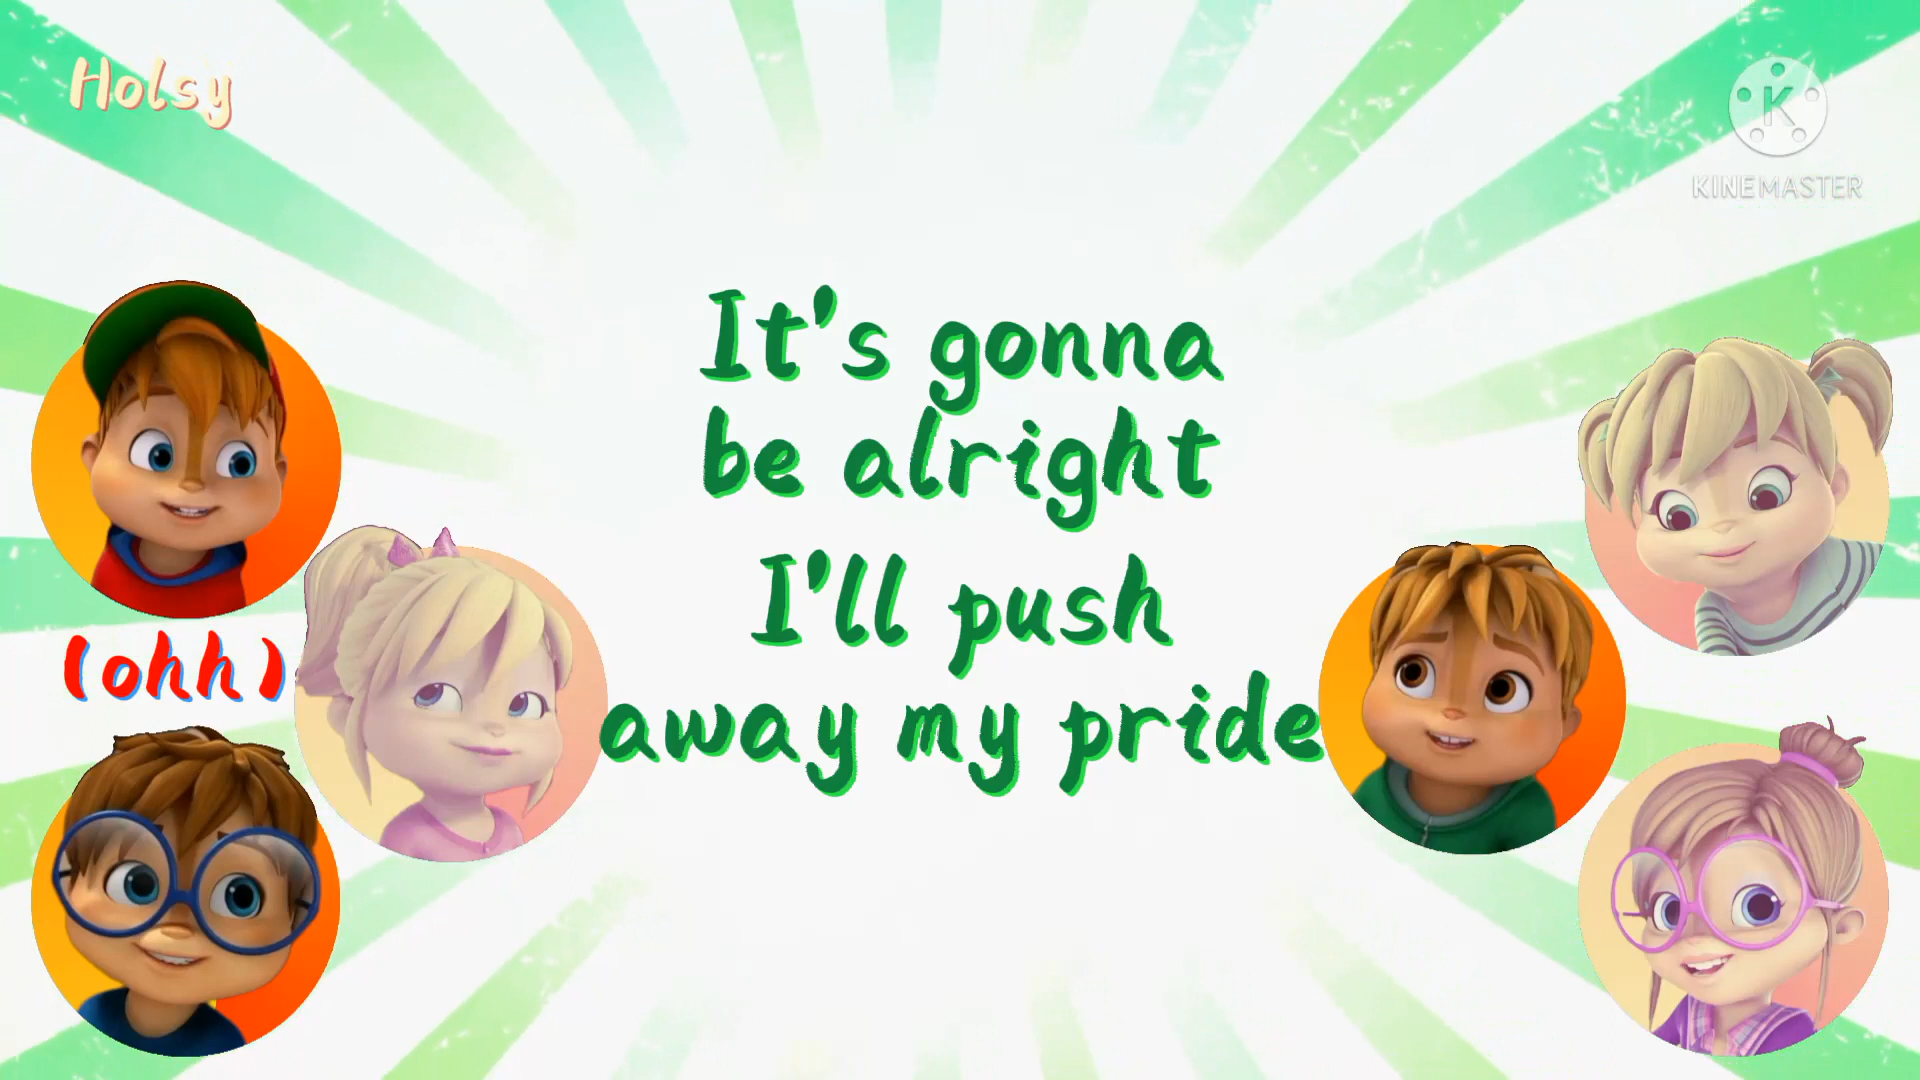 Holsy
K
KINEMASTER
It's gonna
be alright
I'll push
away my pride
(ohh)